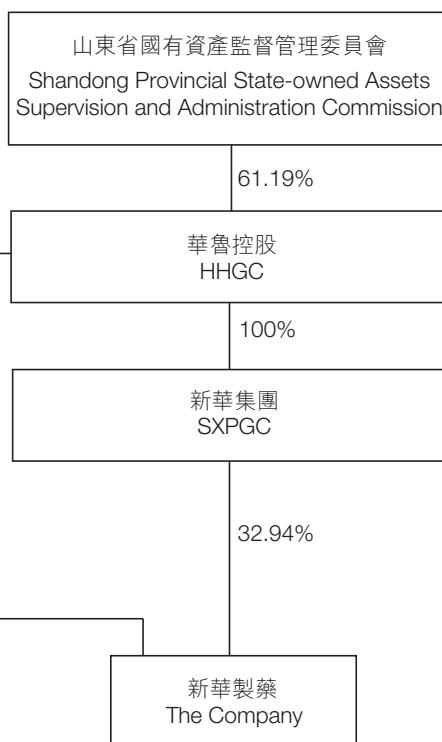 山東省國有資產監督管理委員會
Shandong Provincial State-owned Assets
Supervision and Administration Commission
61.19%
華魯控股
HHGC
100%
新華集團
SXPGC
32.94%
新華製藥
The Company